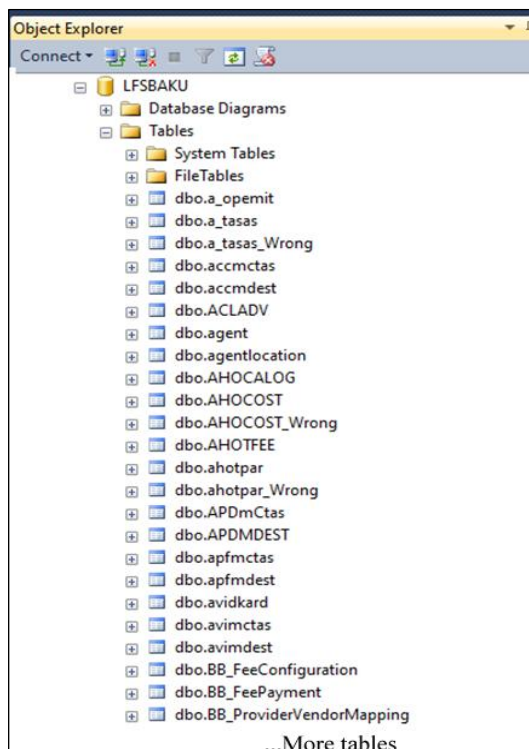 Object Explorer
Connect
LFSBAKU
Database Diagrams
Tables
System Tables
FileTables
dbo.a_opemit
dbo.a_tasas
dbo.a_tasas_Wrong
dbo.accmctas
dbo.accmdest
dbo.ACLADV
dbo.agent
dbo.agentlocation
dbo.AHOCALOG
dbo.AHOCOST
dbo.AHOCOST_Wrong
dbo.AHOTFEE
dbo.ahotpar
dbo.ahotpar_Wrong
dbo.APDmCtas
dbo.APDMDEST
dbo.apfmctas
dbo.apfmdest
dbo.avidkard
dbo.avimctas
dbo.avimdest
dbo.BB_FeeConfiguration
dbo.BB_FeePayment
dbo.BB_ProviderVendorMapping
...More tables